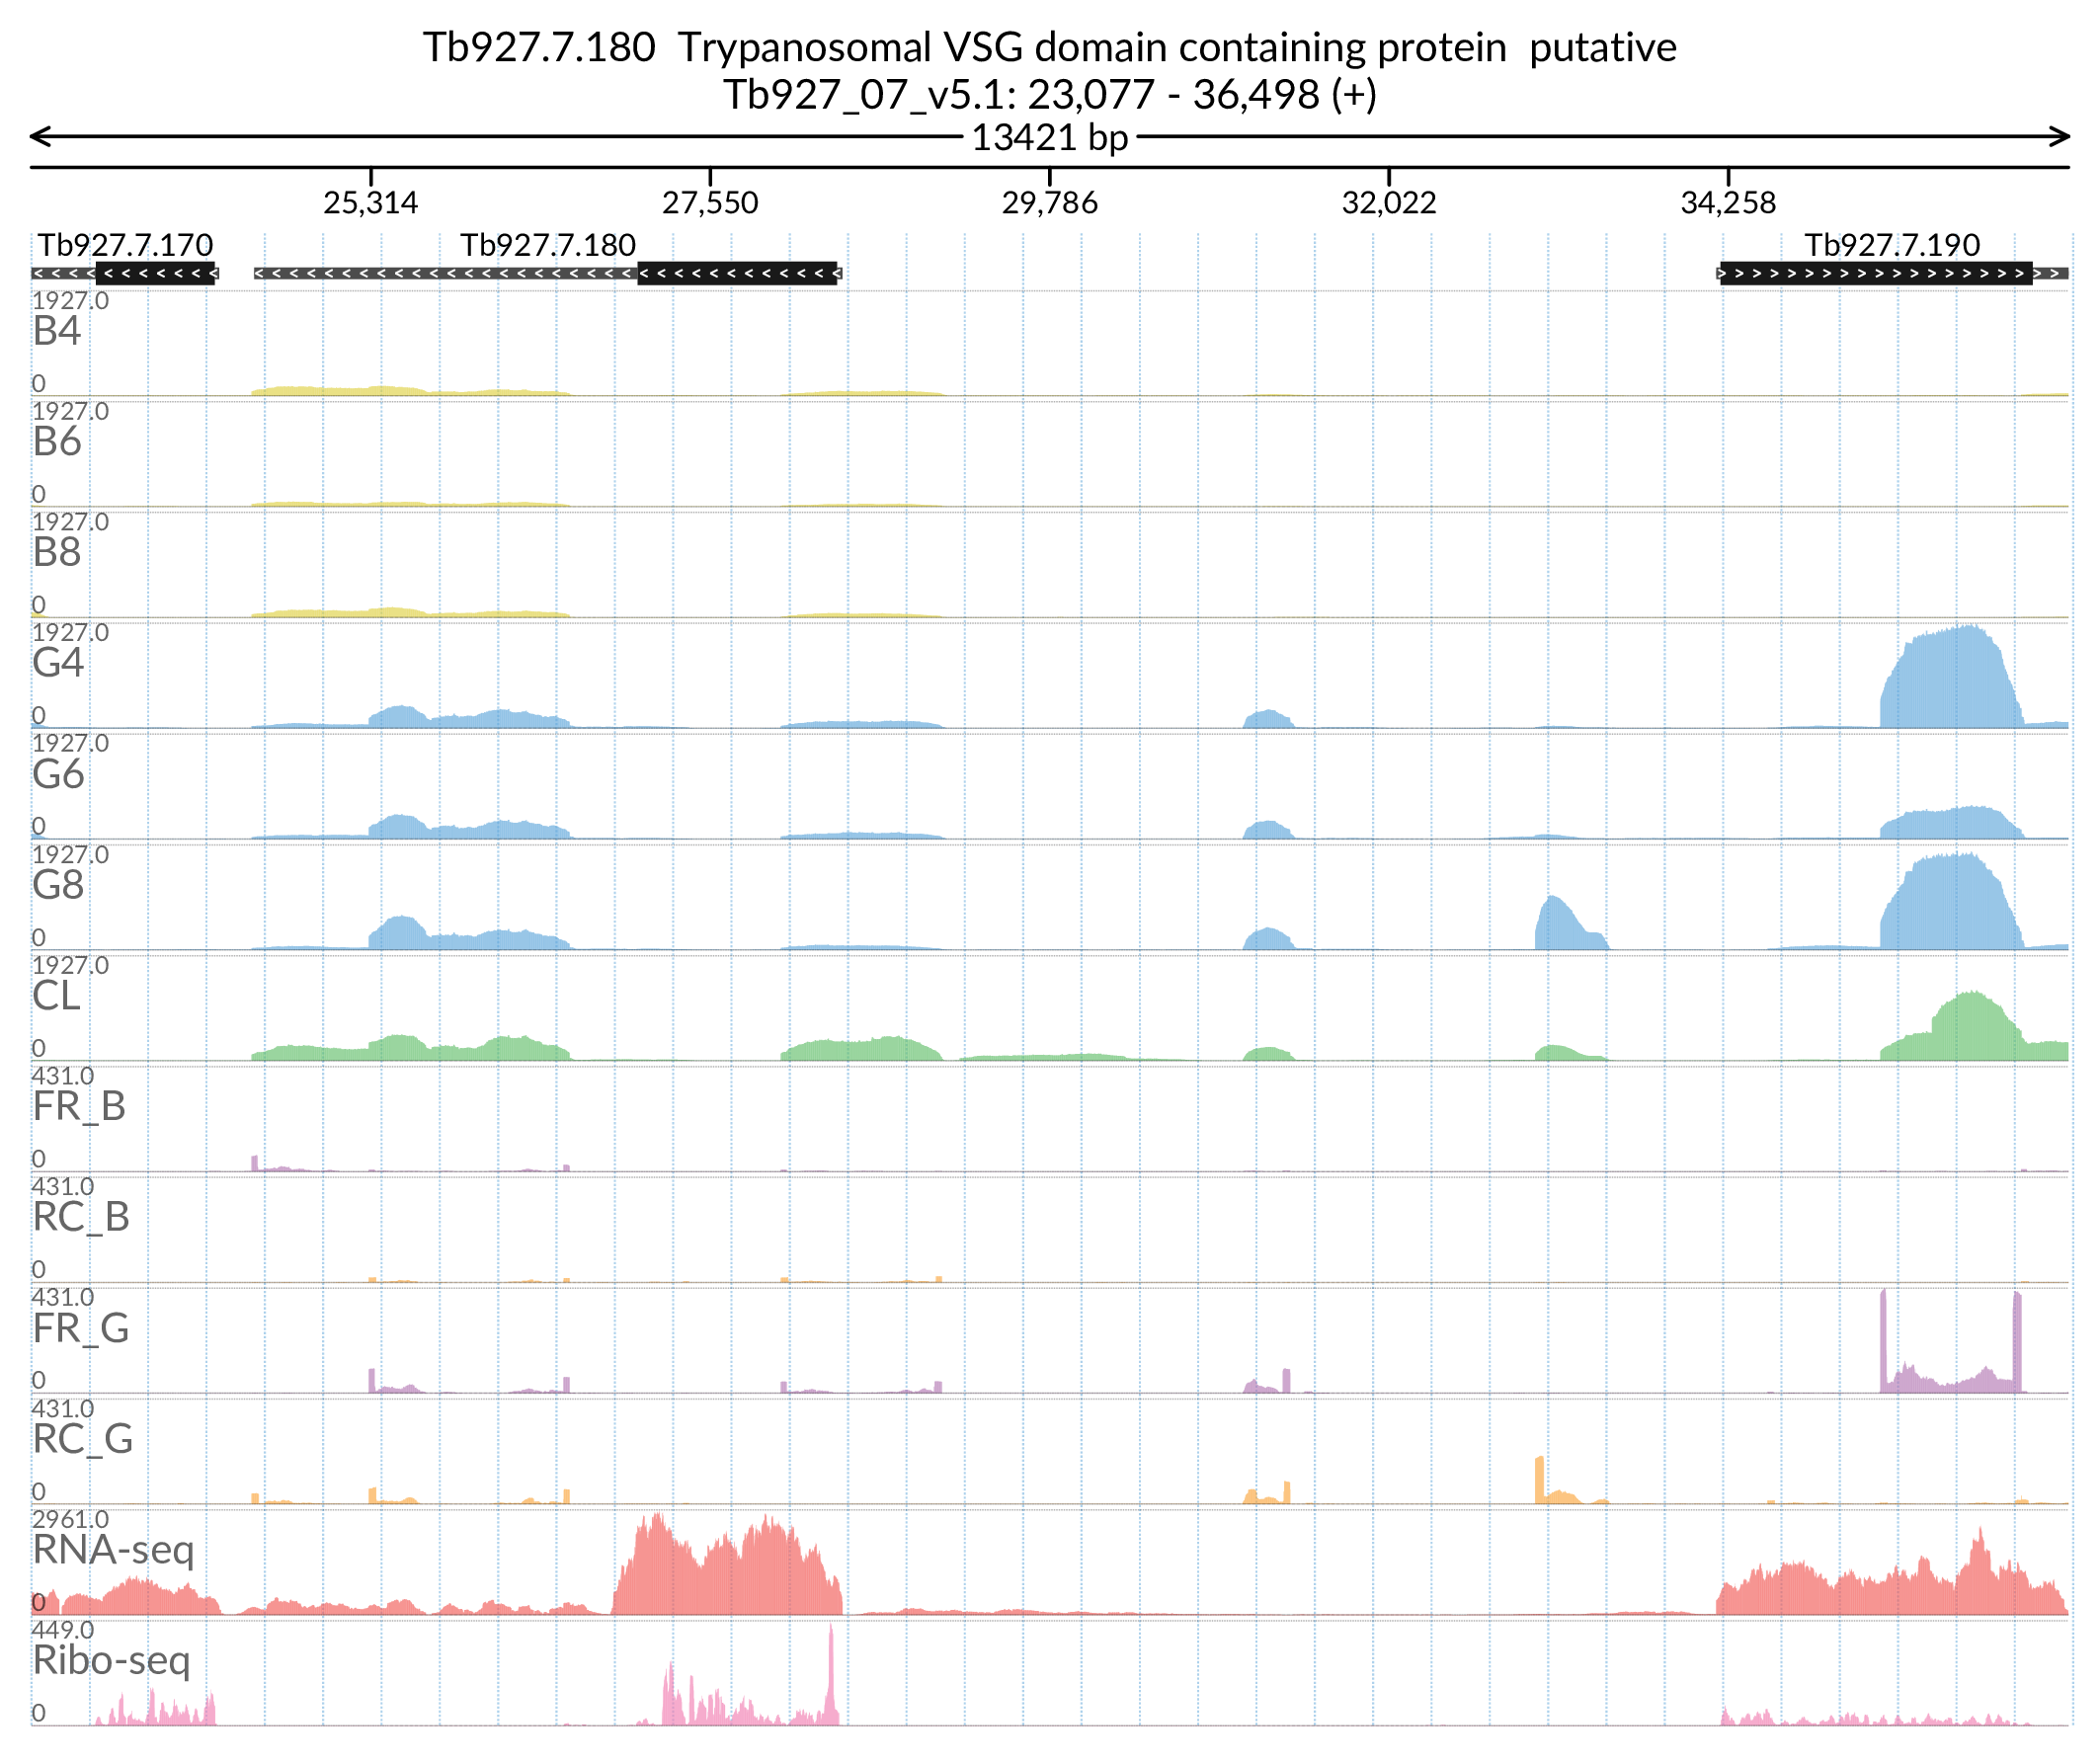 Tb927.7.180  Trypanosomal VSG domain containing protein  putative
Tb927_07_v5.1: 23,077 - 36,498 (+)
13421 bp
25,314 27,550 29,786 32,022 34,258
Tb927.7.170 Tb927.7.180 Tb927.7.190
1927.0
B4
0
1927.0
B6
0
1927.0
B8
0
1927.0
G4
0
1927.0
G6
0
1927.0
G8
0
1927.0
CL
0
431.0
FR_B
0
431.0
RC_B
0
431.0
FR_G
0
431.0
RC_G
0
2961.0
RNA-seq
0
449.0
Ribo-seq
0